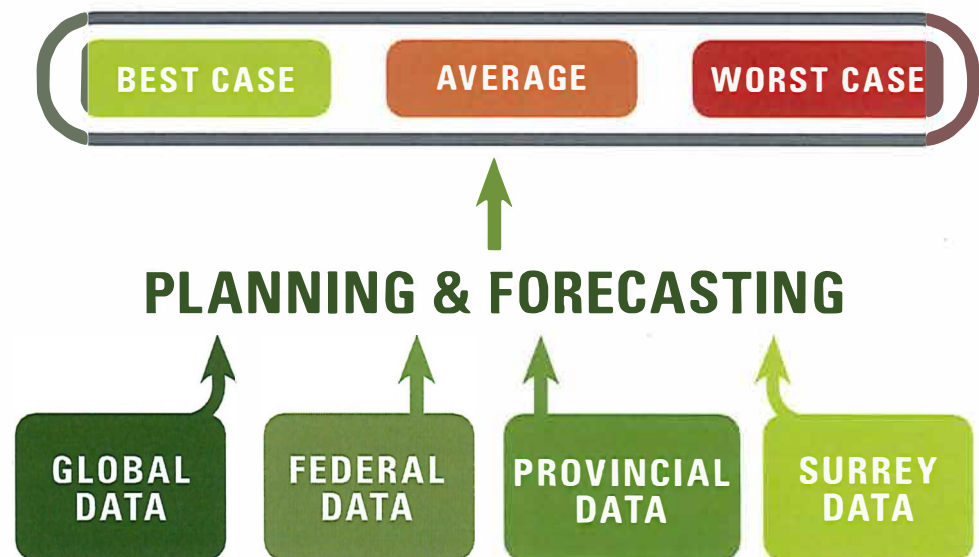 BEST CASE
AVERAGE
WORST CASE
PLANNING & FORECASTING
GLOBAL
DATA
FEDERAL
DATA
PROVINCIAL
DATA
SURREY
DATA